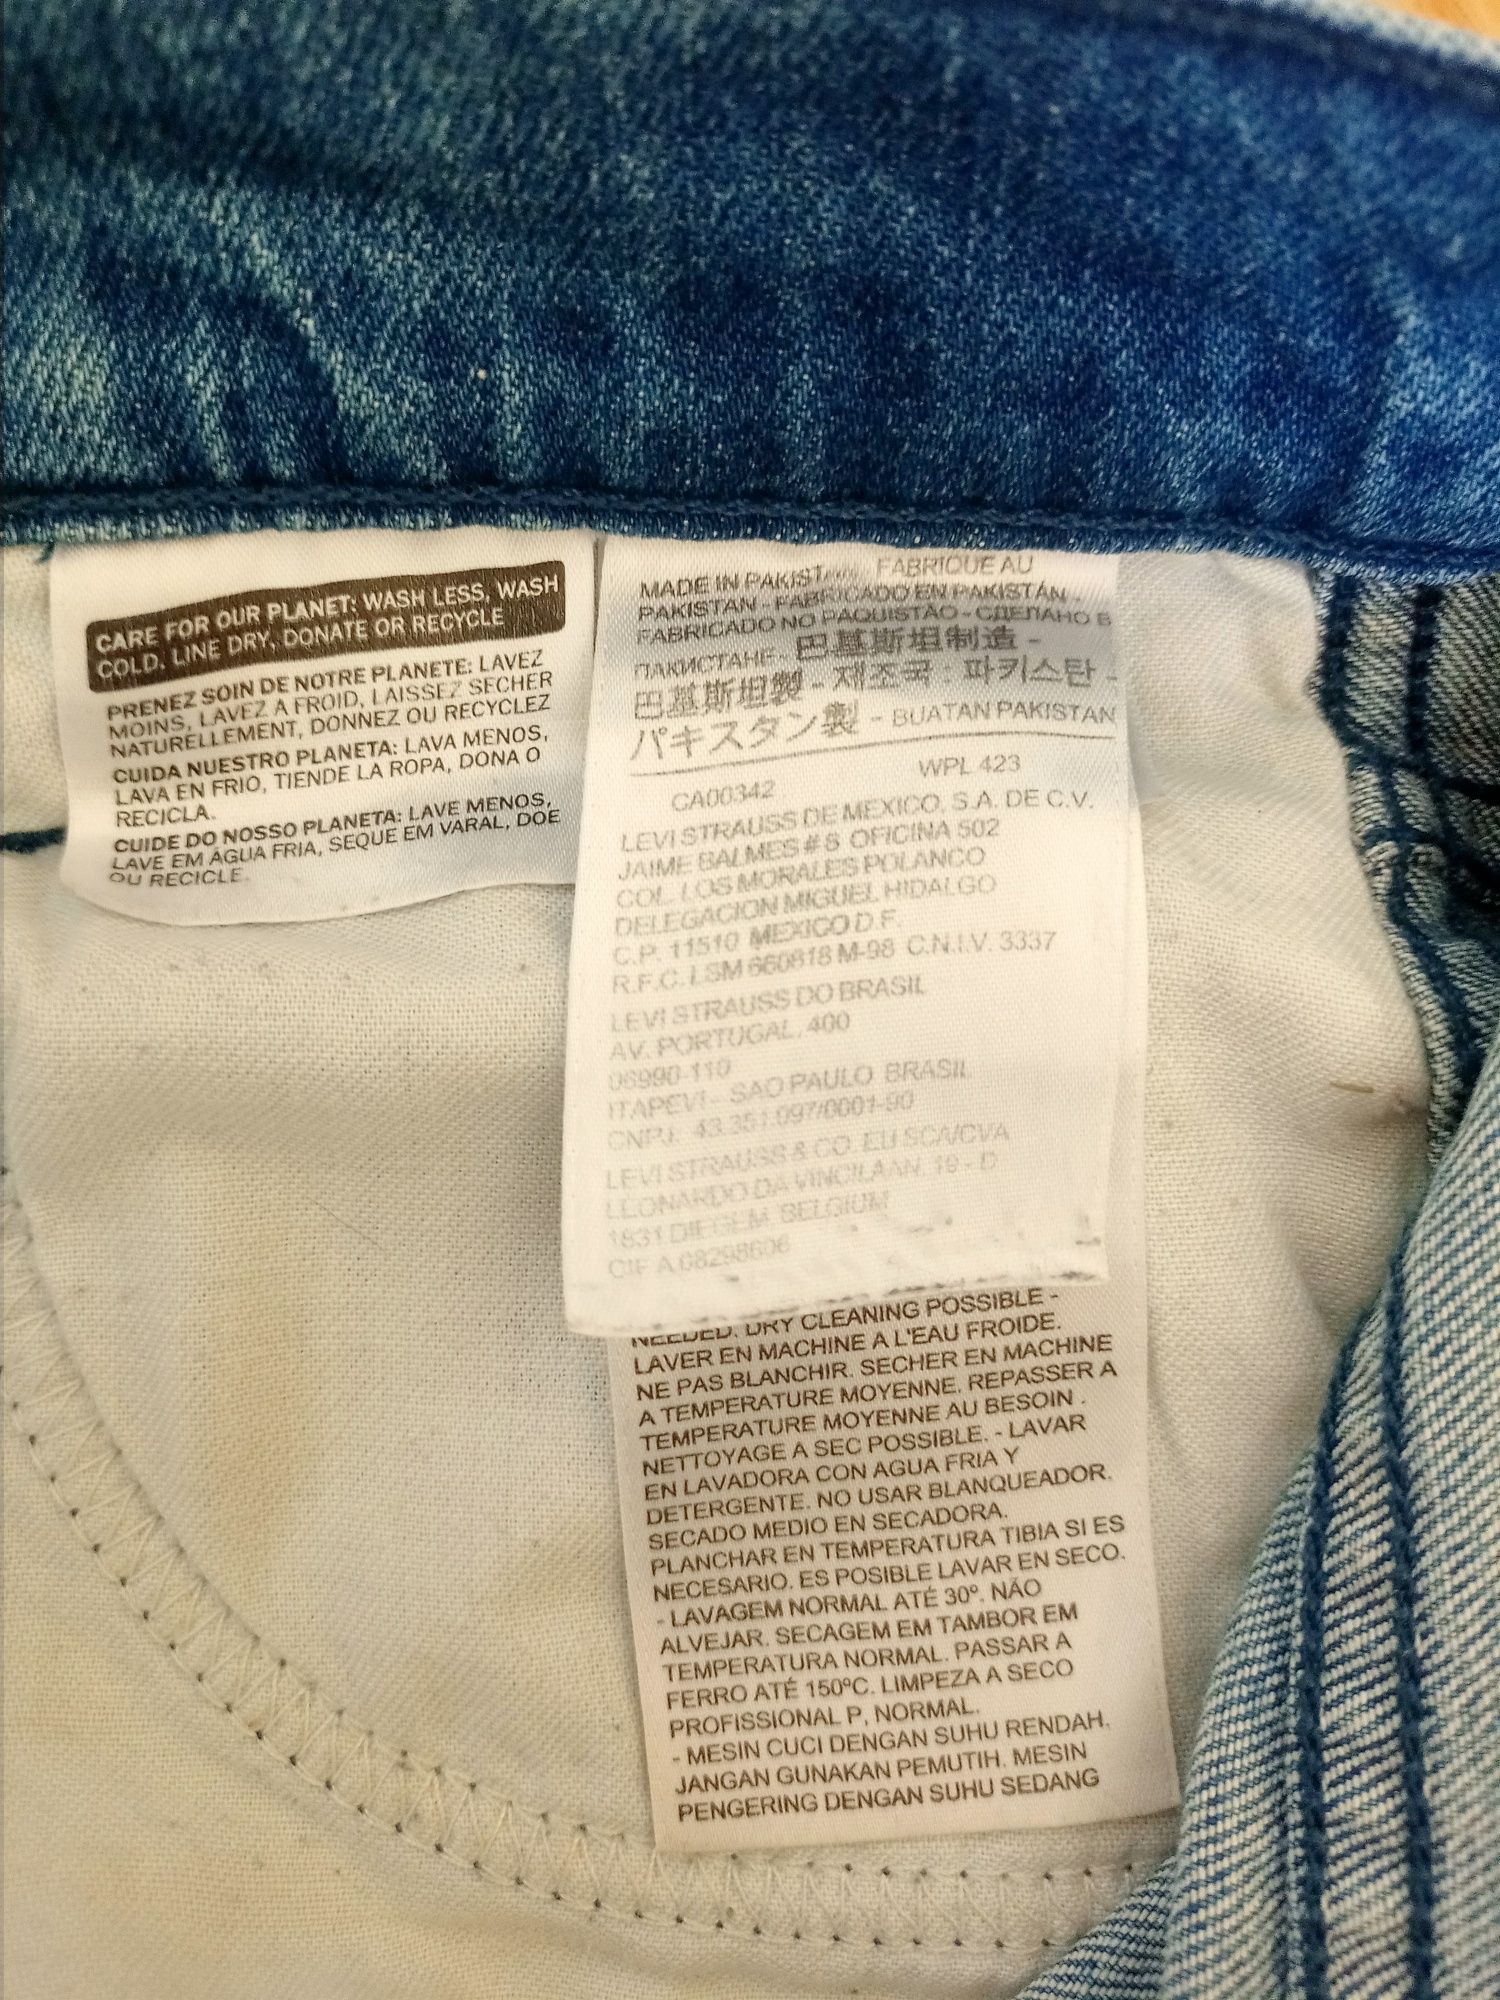 CARE FOR OUR PLANET: WASH LESS, WASH
COLD, LINE DRY, DONATE OR RECYCLE
PRENEZ SOIN DE NOTRE PLANETE: LAVEZ
MOINS, LAVEZ A FROID, LAISSEZ SECHER
NATURELLEMENT, DONNEZ OU RECYCLEZ
CUIDA NUESTRO PLANETA: LAVA MENOS,
LAVA EN FRIO, TIENDE LA ROPA, DONA O
RECICLA.
CUIDE DO NOSSO PLANETA: LAVE MENOS,
LAVE EM ÁGUA FRIA, SEQUE EM VARAL, DOE
OU RECICLE.
MADE IN FABRIQUE AU
PAKISTAN - FABRICADO EN PAKISTÁN -
FABRICADO NO PAQUISTÃO - СДЕЛАНО В
ПАКИСТАНЕ - 巴基斯坦制造 -
巴基斯坦製 - 제조국 : 파키스탄 -
パキスタン製 - BUATAN PAKISTAN
CA00342 WPL 423
LEVI STRAUSS DE MEXICO, S.A. DE C.V.
JAIME BALMES # 8 OFICINA 502
COL. LOS MORALES POLANCO
DELEGACION MIGUEL HIDALGO
C.P. 11510 MEXICO D.F.
R.F.C. LSM 660818 M-98 C.N.I.V. 3337
LEVI STRAUSS DO BRASIL
AV. PORTUGAL, 400
06990-110
ITAPEVI - SAO PAULO BRASIL
CNPJ: 43.351.097/0001-90
LEVI STRAUSS & CO. EU SCA/CVA
LEONARDO DA VINCILAAN, 19 - D
1831 DIEGEM, BELGIUM
CIF A 08298606
NEEDED. DRY CLEANING POSSIBLE -
LAVER EN MACHINE A L'EAU FROIDE.
NE PAS BLANCHIR. SECHER EN MACHINE
A TEMPERATURE MOYENNE. REPASSER A
TEMPERATURE MOYENNE AU BESOIN .
NETTOYAGE A SEC POSSIBLE. - LAVAR
EN LAVADORA CON AGUA FRIA Y
DETERGENTE. NO USAR BLANQUEADOR.
SECADO MEDIO EN SECADORA.
PLANCHAR EN TEMPERATURA TIBIA SI ES
NECESARIO. ES POSIBLE LAVAR EN SECO.
- LAVAGEM NORMAL ATÉ 30º. NÃO
ALVEJAR. SECAGEM EM TAMBOR EM
TEMPERATURA NORMAL. PASSAR A
FERRO ATÉ 150ºC. LIMPEZA A SECO
PROFISSIONAL P, NORMAL.
- MESIN CUCI DENGAN SUHU RENDAH.
JANGAN GUNAKAN PEMUTIH. MESIN
PENGERING DENGAN SUHU SEDANG